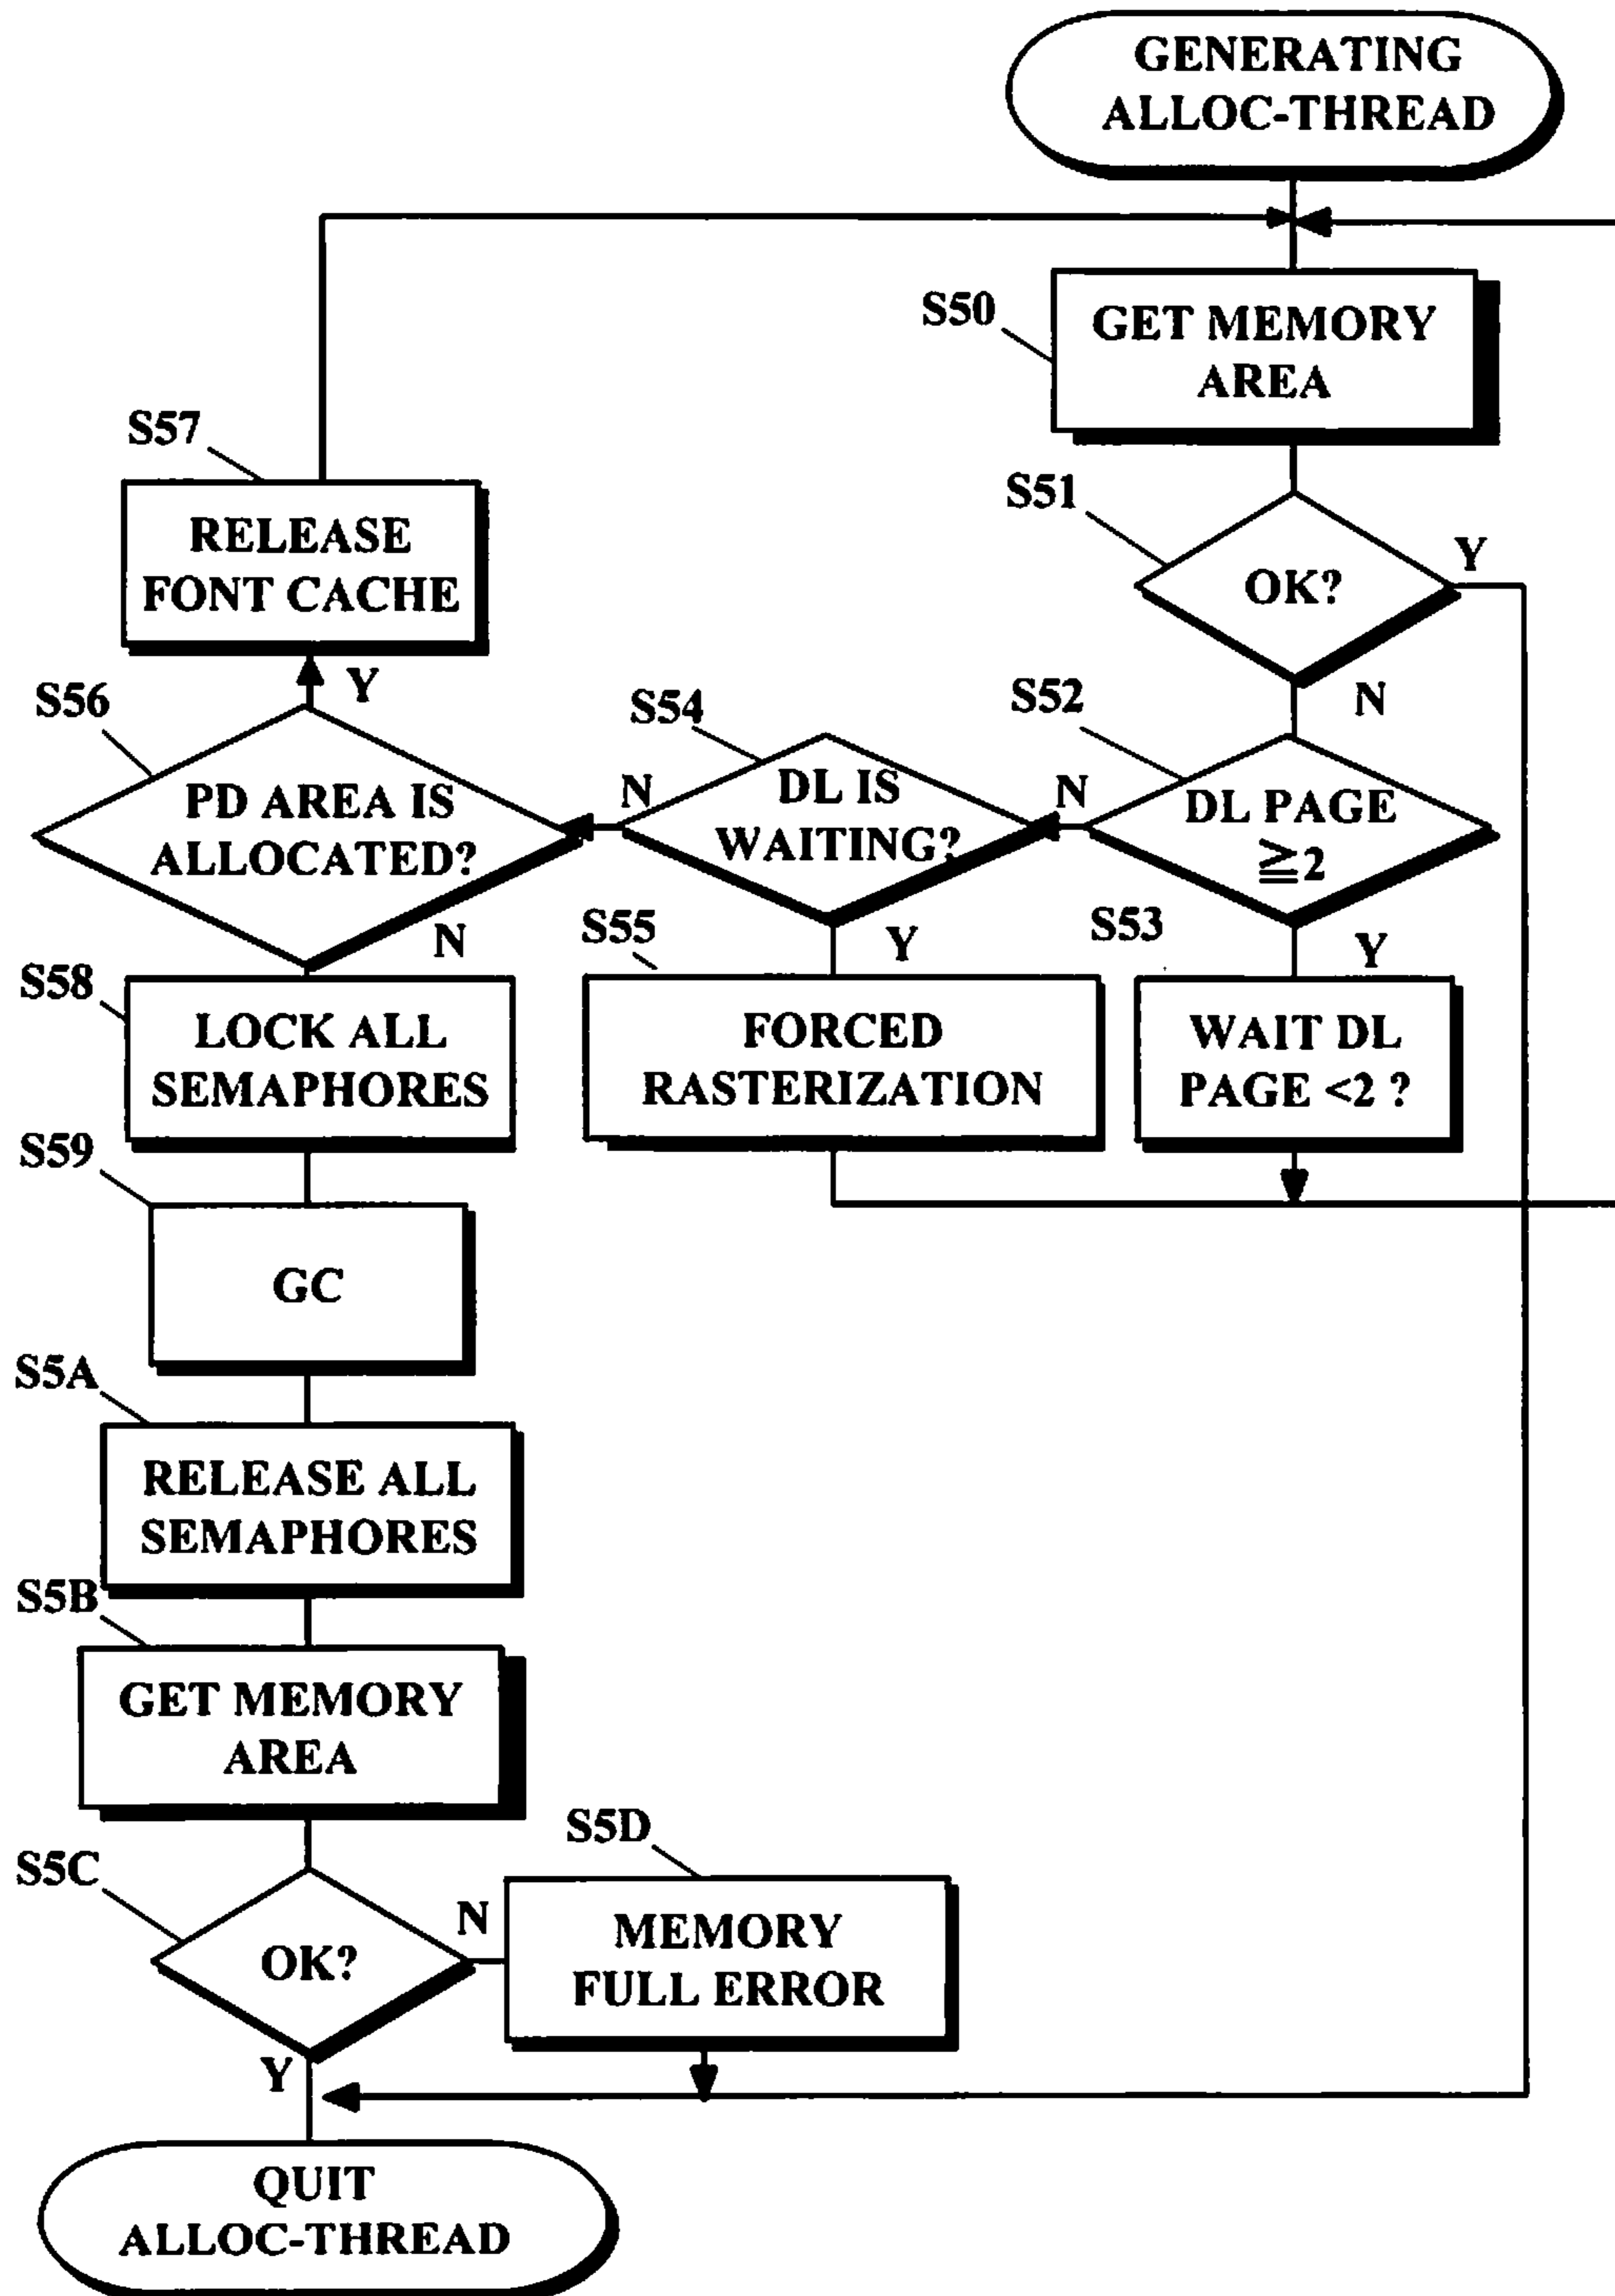 GENERATING
ALLOC-THREAD
S50
GET MEMORY
AREA
S51
OK?
Y
N
S52
DL PAGE
≧2
N
Y
S53
WAIT DL
PAGE <2 ?
S54
DL IS
WAITING?
N
Y
S55
FORCED
RASTERIZATION
S56
PD AREA IS
ALLOCATED?
Y
N
S57
RELEASE
FONT CACHE
S58
LOCK ALL
SEMAPHORES
S59
GC
S5A
RELEASE ALL
SEMAPHORES
S5B
GET MEMORY
AREA
S5C
OK?
N
Y
S5D
MEMORY
FULL ERROR
QUIT
ALLOC-THREAD